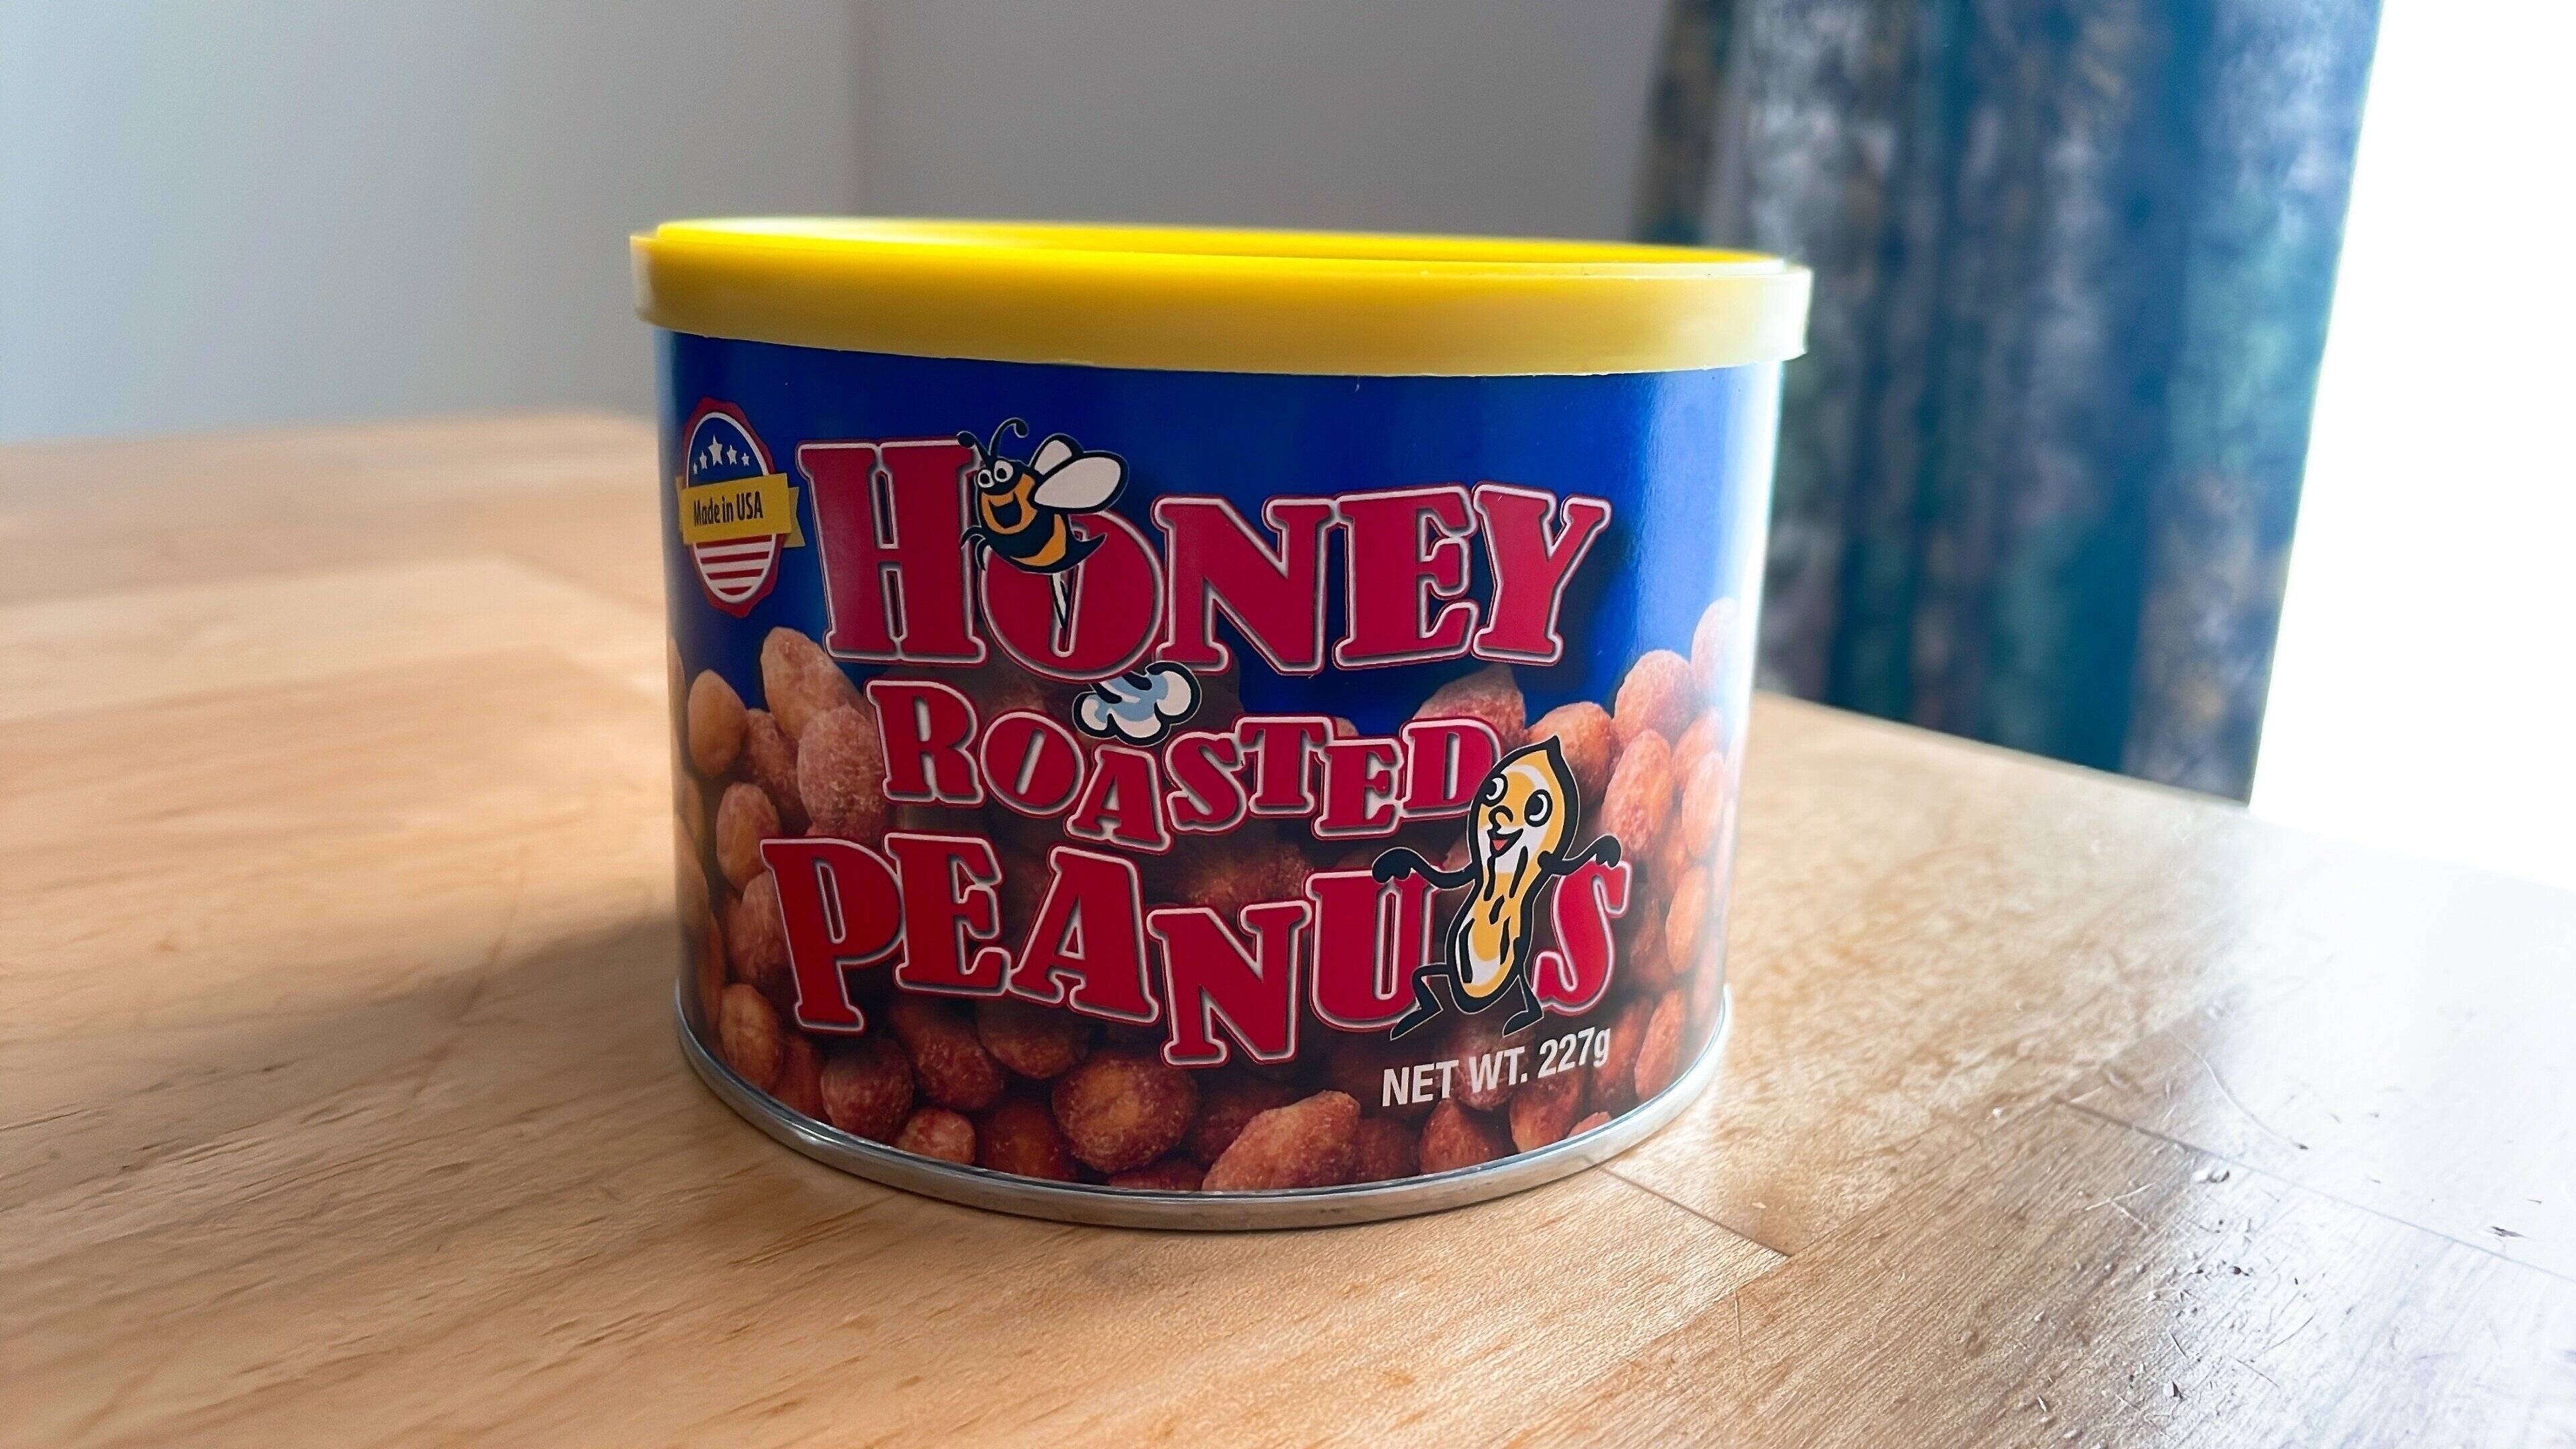 Made in USA
HONEY
ROASTED
PEANUTS
NET WT. 227g